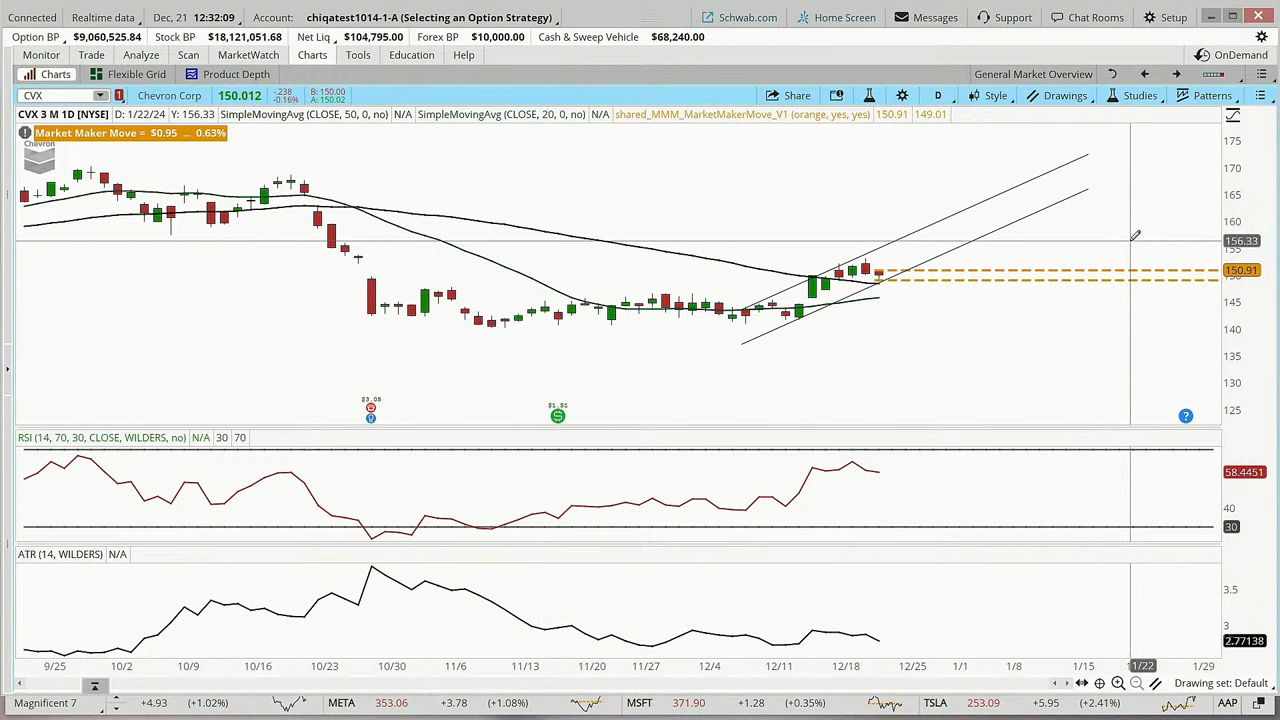 Connected Realtime data Dec, 21 12:32:09 Account: chiqatest1014-1-A (Selecting an Option Strategy) Schwab.com Home Screen Messages Support Chat Rooms Setup
Option BP $9,060,525.84 Stock BP $18,121,051.68 Net Liq $104,795.00 Forex BP $10,000.00 Cash & Sweep Vehicle $68,240.00
Monitor Trade Analyze Scan MarketWatch Charts Tools Education Help OnDemand
Charts Flexible Grid Product Depth General Market Overview
CVX 1 Chevron Corp 150.012 -.238 -0.16% B: 150.00 A: 150.02 Share D Style Drawings Studies Patterns
CVX 3 M 1D [NYSE] D: 1/22/24 Y: 156.33 SimpleMovingAvg (CLOSE, 50, 0, no) N/A SimpleMovingAvg (CLOSE, 20, 0, no) N/A shared_MMM_MarketMakerMove_V1 (orange, yes, yes) 150.91 149.01
Market Maker Move = $0.95 ... 0.63%
Chevron
175
170
165
160
156.33
155
150.91
145
140
135
130
125
$3.05
$1.51
$
?
RSI (14, 70, 30, CLOSE, WILDERS, no) N/A 30 70
58.4451
40
30
ATR (14, WILDERS) N/A
3.5
3
2.77138
9/25 10/2 10/9 10/16 10/23 10/30 11/6 11/13 11/20 11/27 12/4 12/11 12/18 12/25 1/1 1/8 1/15 1/22 1/29
Drawing set: Default
Magnificent 7 +4.93 (+1.02%) META 353.06 +3.78 (+1.08%) MSFT 371.90 +1.28 (+0.35%) TSLA 253.09 +5.95 (+2.41%) AAP